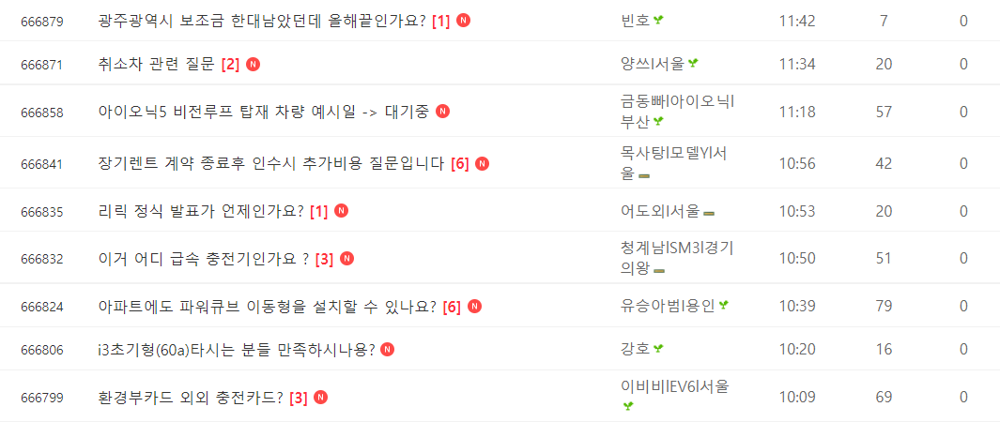 666879 광주광역시 보조금 한대남았던데 올해끝인가요? [1] N 빈호 11:42 7 0
666871 취소차 관련 질문 [2] N 양쓰l서울 11:34 20 0
666858 아이오닉5 비전루프 탑재 차량 예시일 -> 대기중 N 금동빠l아이오닉l 11:18 57 0
부산
666841 장기렌트 계약 종료후 인수시 추가비용 질문입니다 [6] N 목사탕l모델Yl서 10:56 42 0
울
666835 리릭 정식 발표가 언제인가요? [1] N 어도외l서울 10:53 20 0
666832 이거 어디 급속 충전기인가요 ? [3] N 청계남lSM3l경기 10:50 51 0
의왕
666824 아파트에도 파워큐브 이동형을 설치할 수 있나요? [6] N 유승아범l용인 10:39 79 0
666806 i3초기형(60a)타시는 분들 만족하시나용? N 강호 10:20 16 0
666799 환경부카드 외외 충전카드? [3] N 이비비lEV6l서울 10:09 69 0